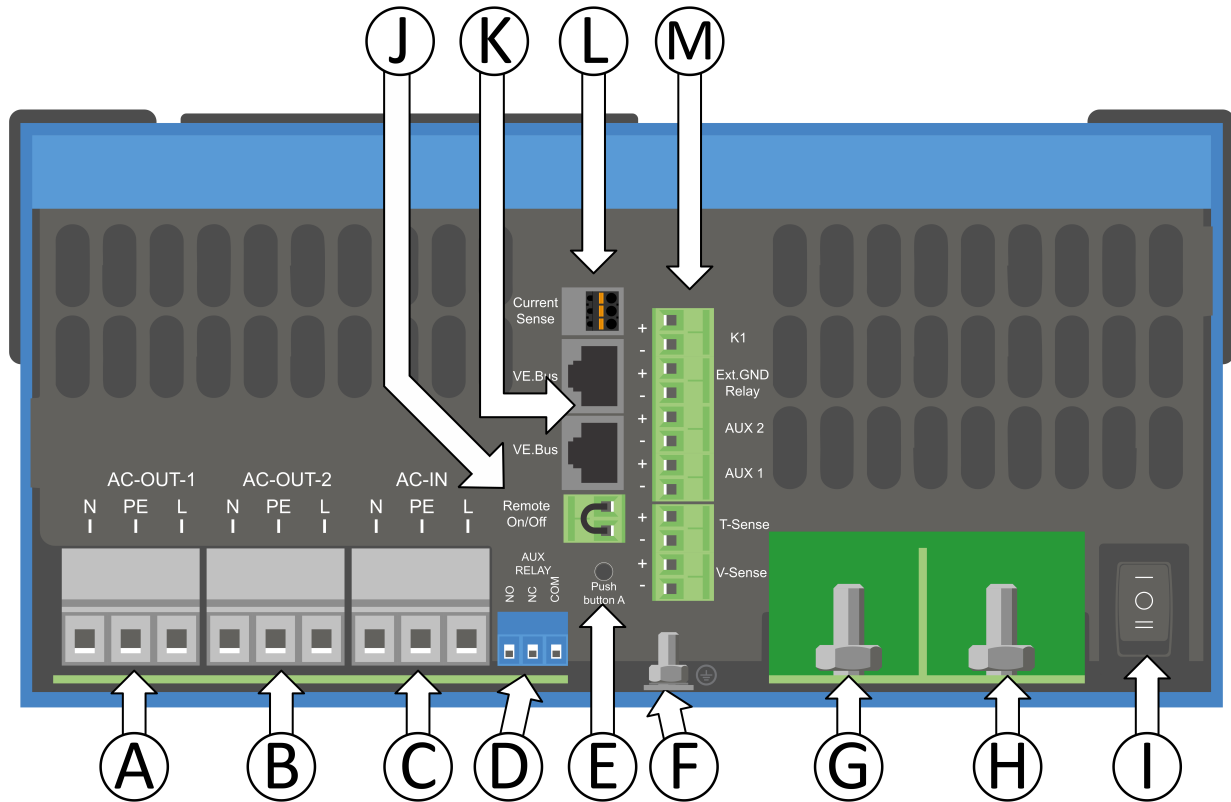 J K L M
Current
Sense
VE.Bus
VE.Bus
Remote
On/Off
+
-
+
-
+
-
+
-
+
-
+
-
K1
Ext.GND
Relay
AUX 2
AUX 1
T-Sense
V-Sense
AC-OUT-1 AC-OUT-2 AC-IN
N PE L N PE L N PE L
AUX
RELAY
NO NC COM
Push
button A
A B C D E F G H I